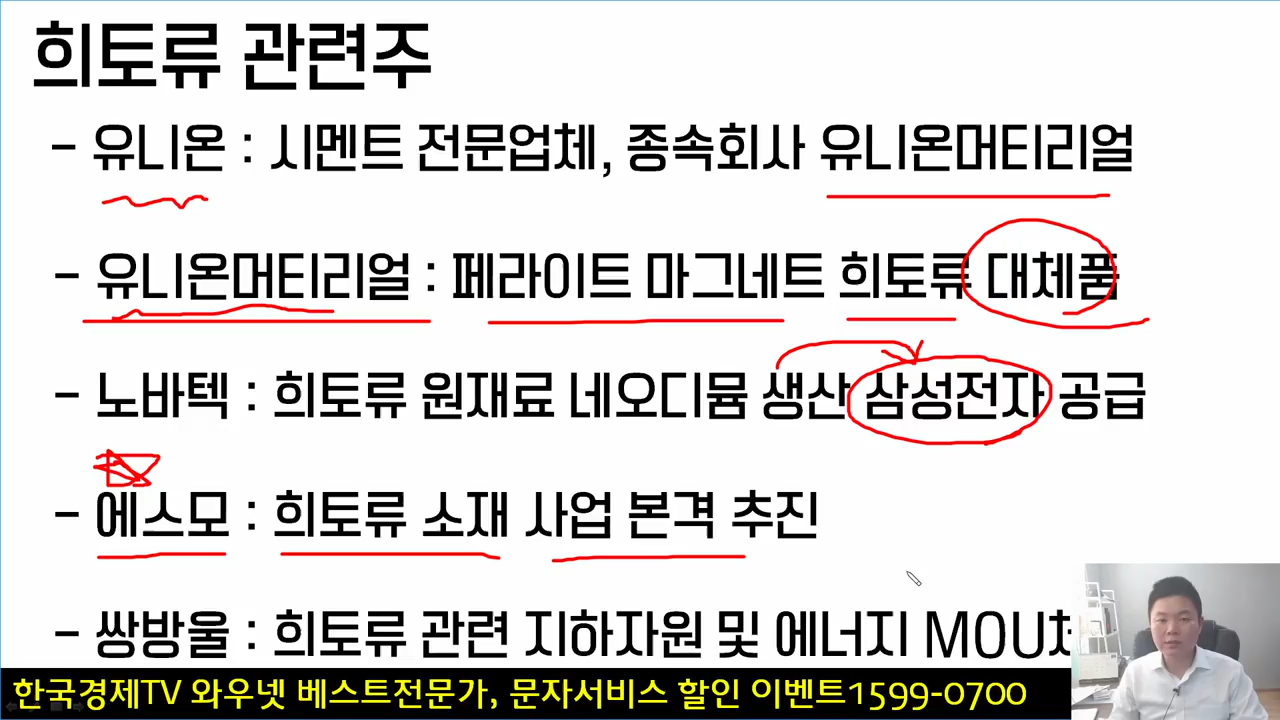 희토류 관련주
- 유니온 : 시멘트 전문업체, 종속회사 유니온머티리얼
- 유니온머티리얼 : 페라이트 마그네트 희토류 대체품
- 노바텍 : 희토류 원재료 네오디뮴 생산 삼성전자 공급
- 에스모 : 희토류 소재 사업 본격 추진
- 쌍방울 : 희토류 관련 지하자원 및 에너지 MOU체
한국경제TV 와우넷 베스트전문가, 문자서비스 할인 이벤트1599-0700